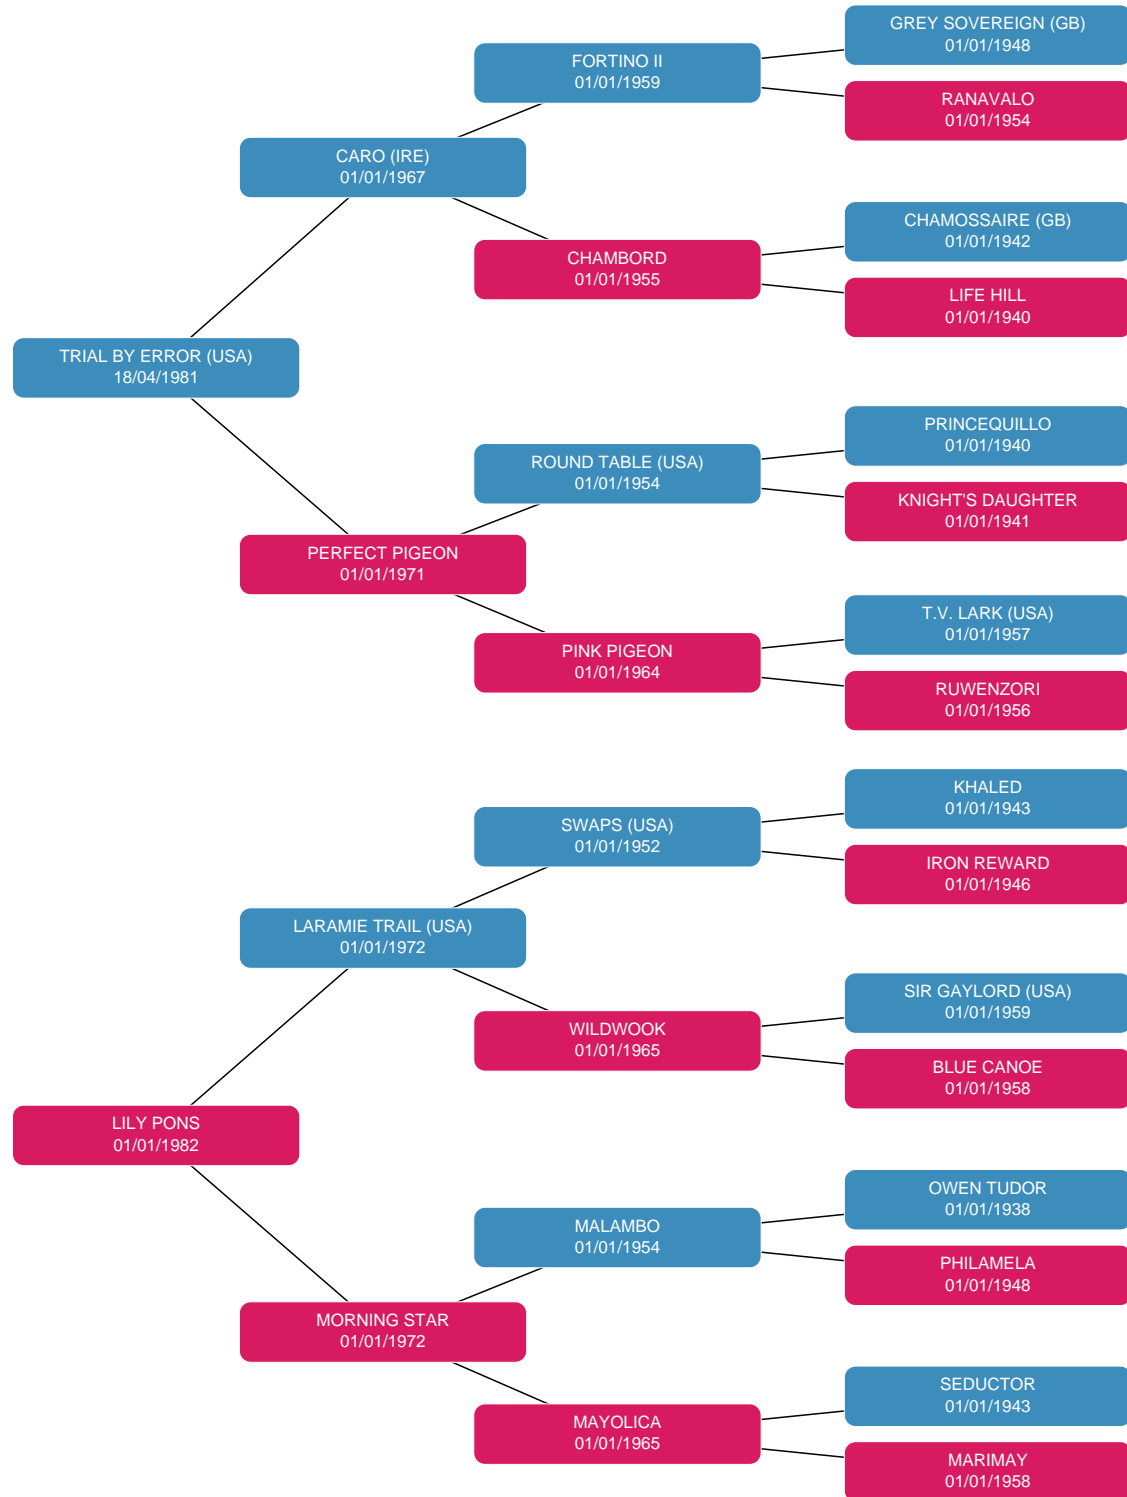 GREY SOVEREIGN (GB)
01/01/1948
FORTINO II
01/01/1959
RANAVALO
01/01/1954
CARO (IRE)
01/01/1967
CHAMOSSAIRE (GB)
01/01/1942
CHAMBORD
01/01/1955
LIFE HILL
01/01/1940
TRIAL BY ERROR (USA)
18/04/1981
PRINCEQUILLO
01/01/1940
ROUND TABLE (USA)
01/01/1954
KNIGHT'S DAUGHTER
01/01/1941
PERFECT PIGEON
01/01/1971
T.V. LARK (USA)
01/01/1957
PINK PIGEON
01/01/1964
RUWENZORI
01/01/1956
KHALED
01/01/1943
SWAPS (USA)
01/01/1952
IRON REWARD
01/01/1946
LARAMIE TRAIL (USA)
01/01/1972
SIR GAYLORD (USA)
01/01/1959
WILDWOOK
01/01/1965
BLUE CANOE
01/01/1958
LILY PONS
01/01/1982
OWEN TUDOR
01/01/1938
MALAMBO
01/01/1954
PHILAMELA
01/01/1948
MORNING STAR
01/01/1972
SEDUCTOR
01/01/1943
MAYOLICA
01/01/1965
MARIMAY
01/01/1958